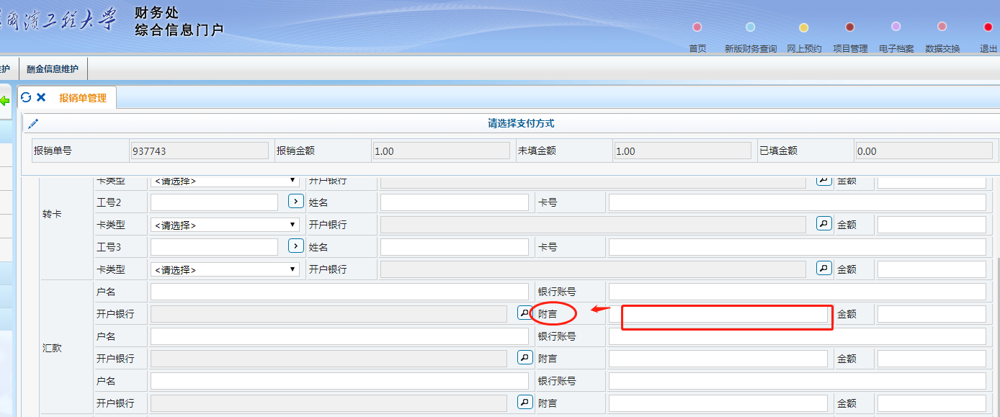 爾濱工程大學
财务处
综合信息门户
首页 新版财务查询 网上预约 项目管理 电子档案 数据交换 退出
维护 酬金信息维护
报销单管理
请选择支付方式
报销单号 937743 报销金额 1.00 未填金额 1.00 已填金额 0.00
卡类型 <请选择> 开户银行 金额
工号2 姓名 卡号
转卡
卡类型 <请选择> 开户银行 金额
工号3 姓名 卡号
卡类型 <请选择> 开户银行 金额
户名 银行账号
开户银行 附言 金额
户名 银行账号
汇款
开户银行 附言 金额
户名 银行账号
开户银行 附言 金额